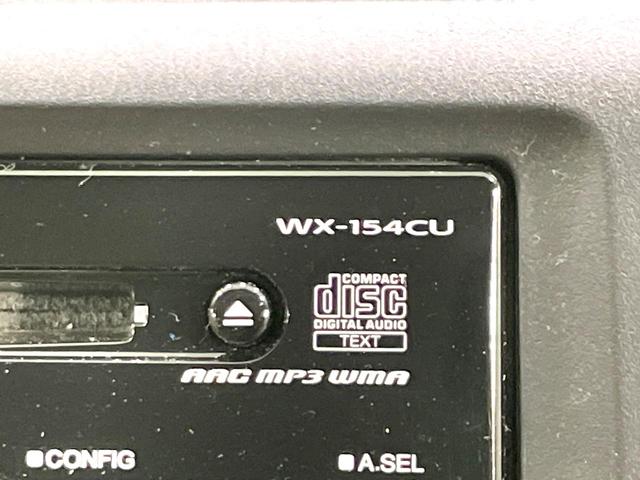 WX-154CU
COMPACT
disc
DIGITAL AUDIO
TEXT
AAC MP3 WMA
CONFIG
A.SEL